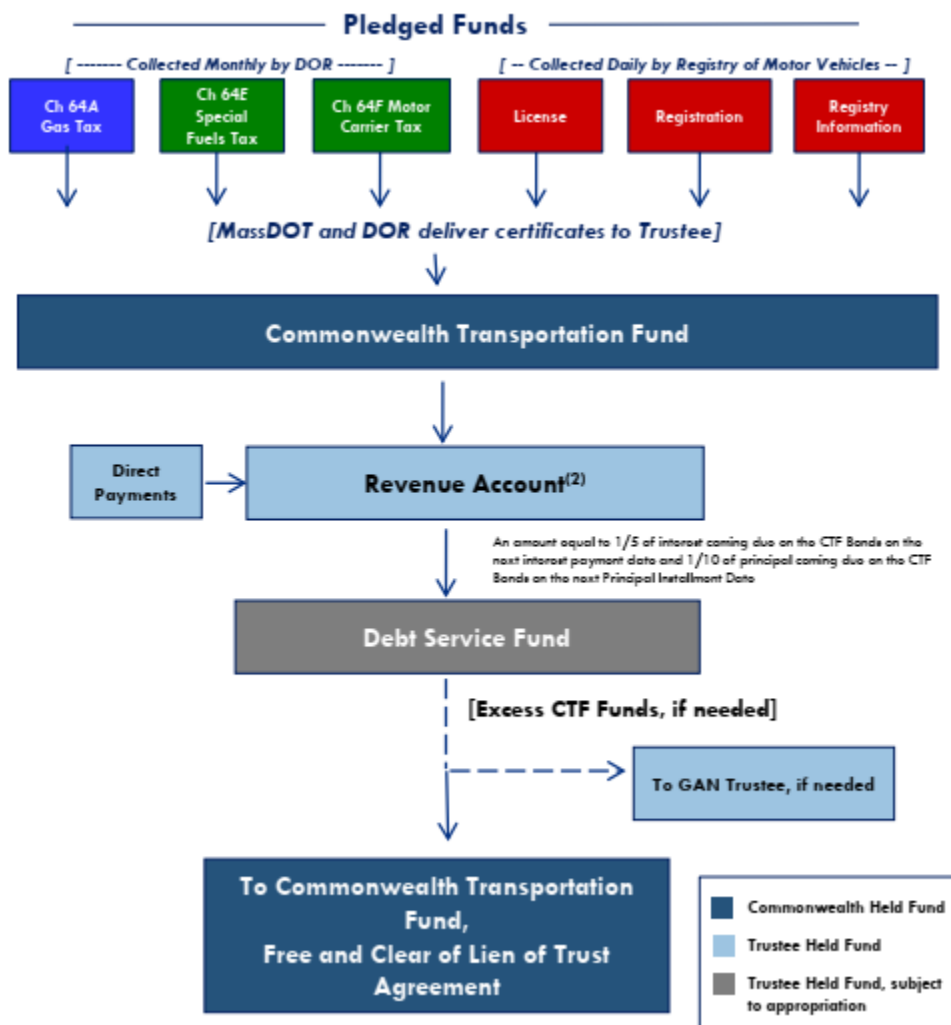 Pledged Funds
[ ------- Collected Monthly by DOR ------- ]
[ -- Collected Daily by Registry of Motor Vehicles -- ]
Ch 64A
Gas Tax
Ch 64E
Special
Fuels Tax
Ch 64F Motor
Carrier Tax
License
Registration
Registry
Information
[MassDOT and DOR deliver certificates to Trustee]
Commonwealth Transportation Fund
Direct
Payments
Revenue Account(2)
An amount equal to 1/5 of interest coming due on the CTF Bonds on the
next interest payment date and 1/10 of principal coming due on the CTF
Bonds on the next Principal Installment Date
Debt Service Fund
[Excess CTF Funds, if needed]
To GAN Trustee, if needed
To Commonwealth Transportation
Fund,
Free and Clear of Lien of Trust
Agreement
Commonwealth Held Fund
Trustee Held Fund
Trustee Held Fund, subject
to appropriation